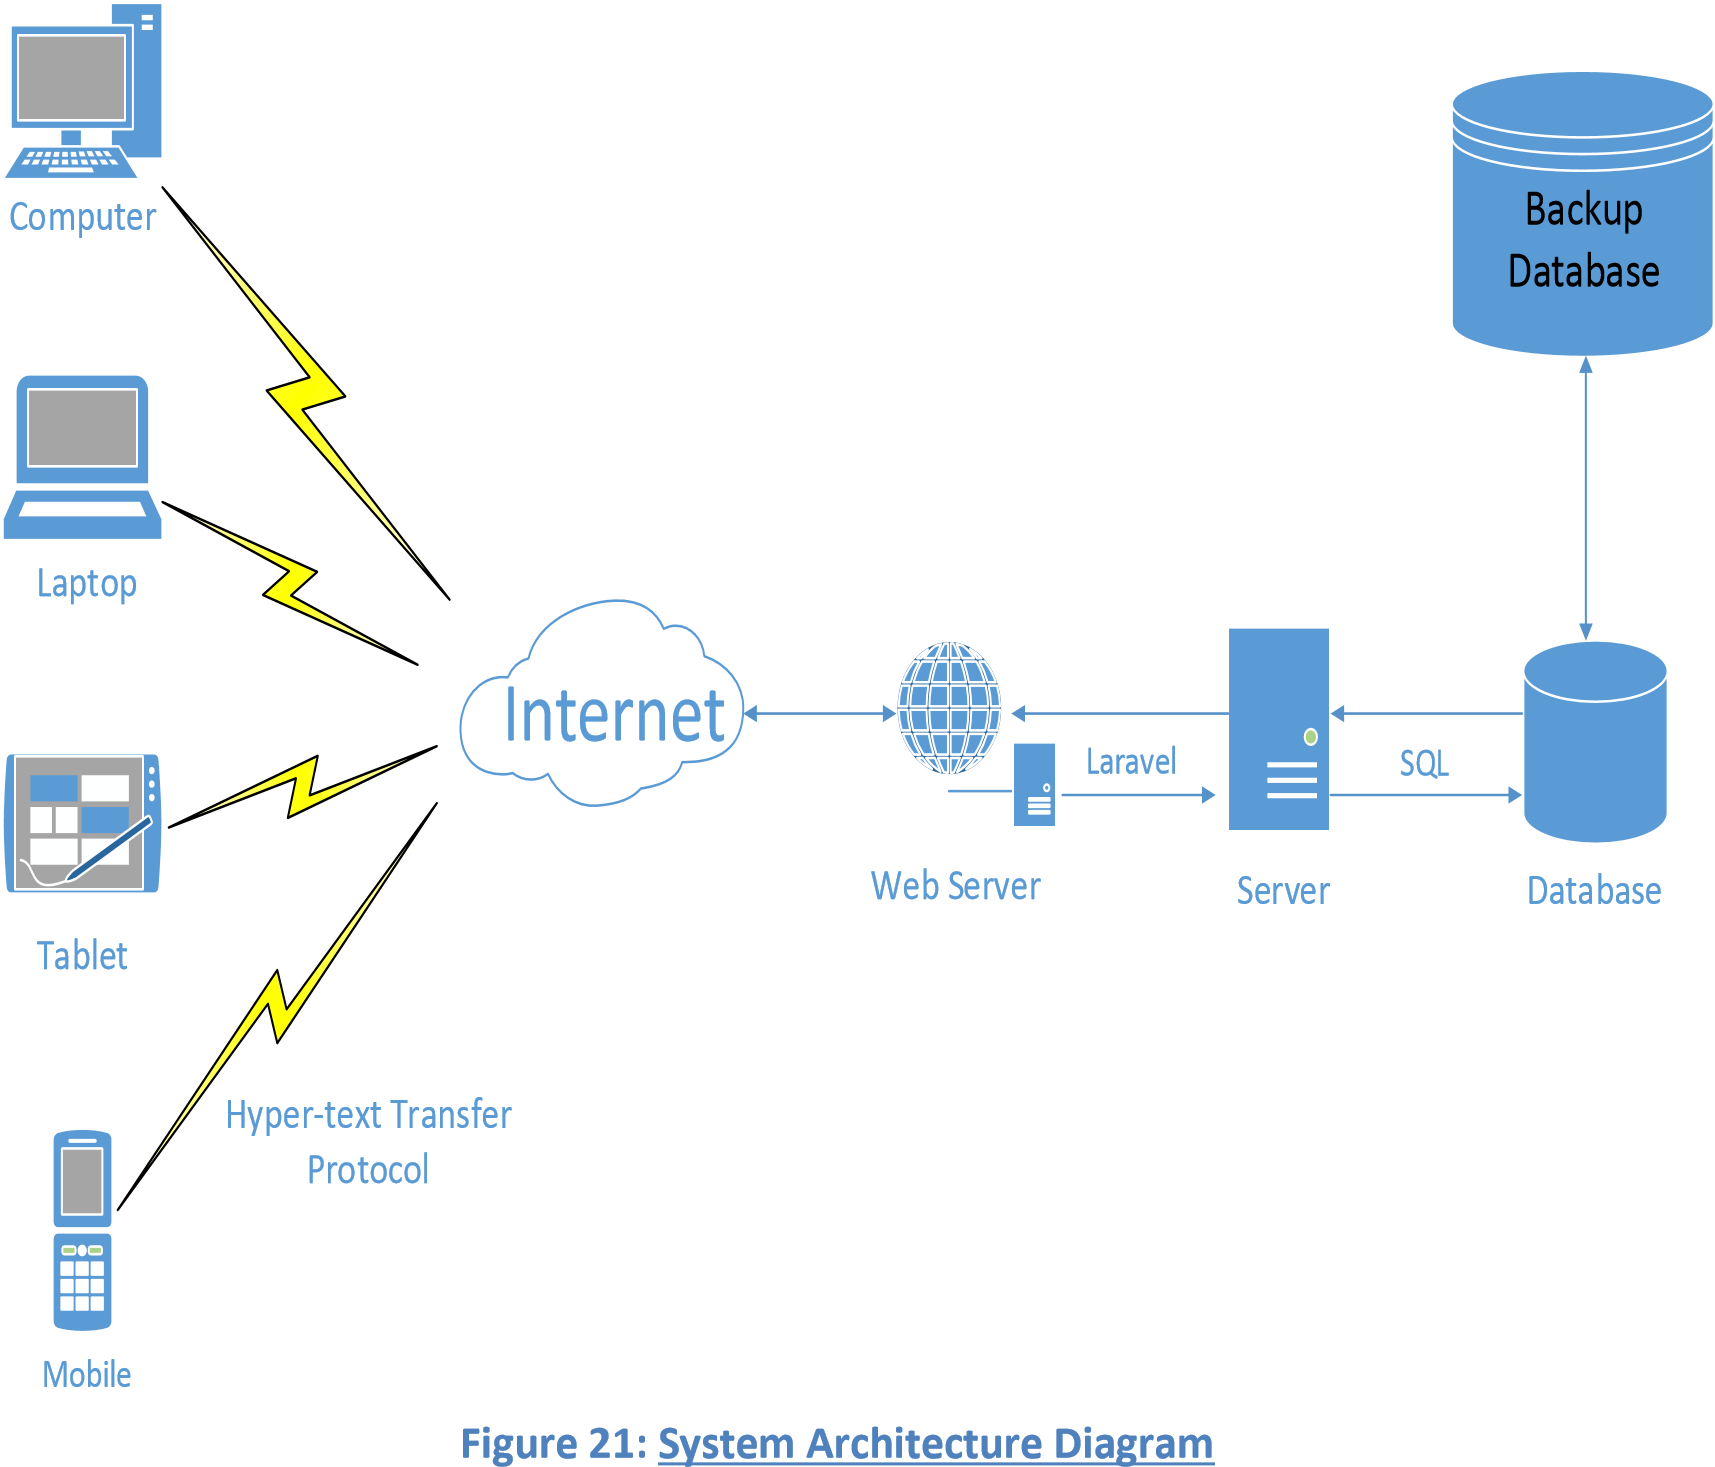 Computer
Backup
Database
Laptop
Internet
Laravel
SQL
Web Server
Server
Database
Tablet
Hyper-text Transfer
Protocol
Mobile
Figure 21: System Architecture Diagram